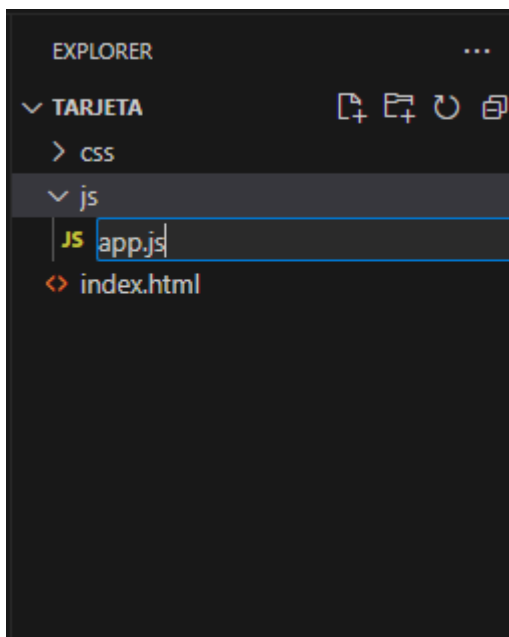 EXPLORER
TARJETA
css
js
JS app.js
index.html